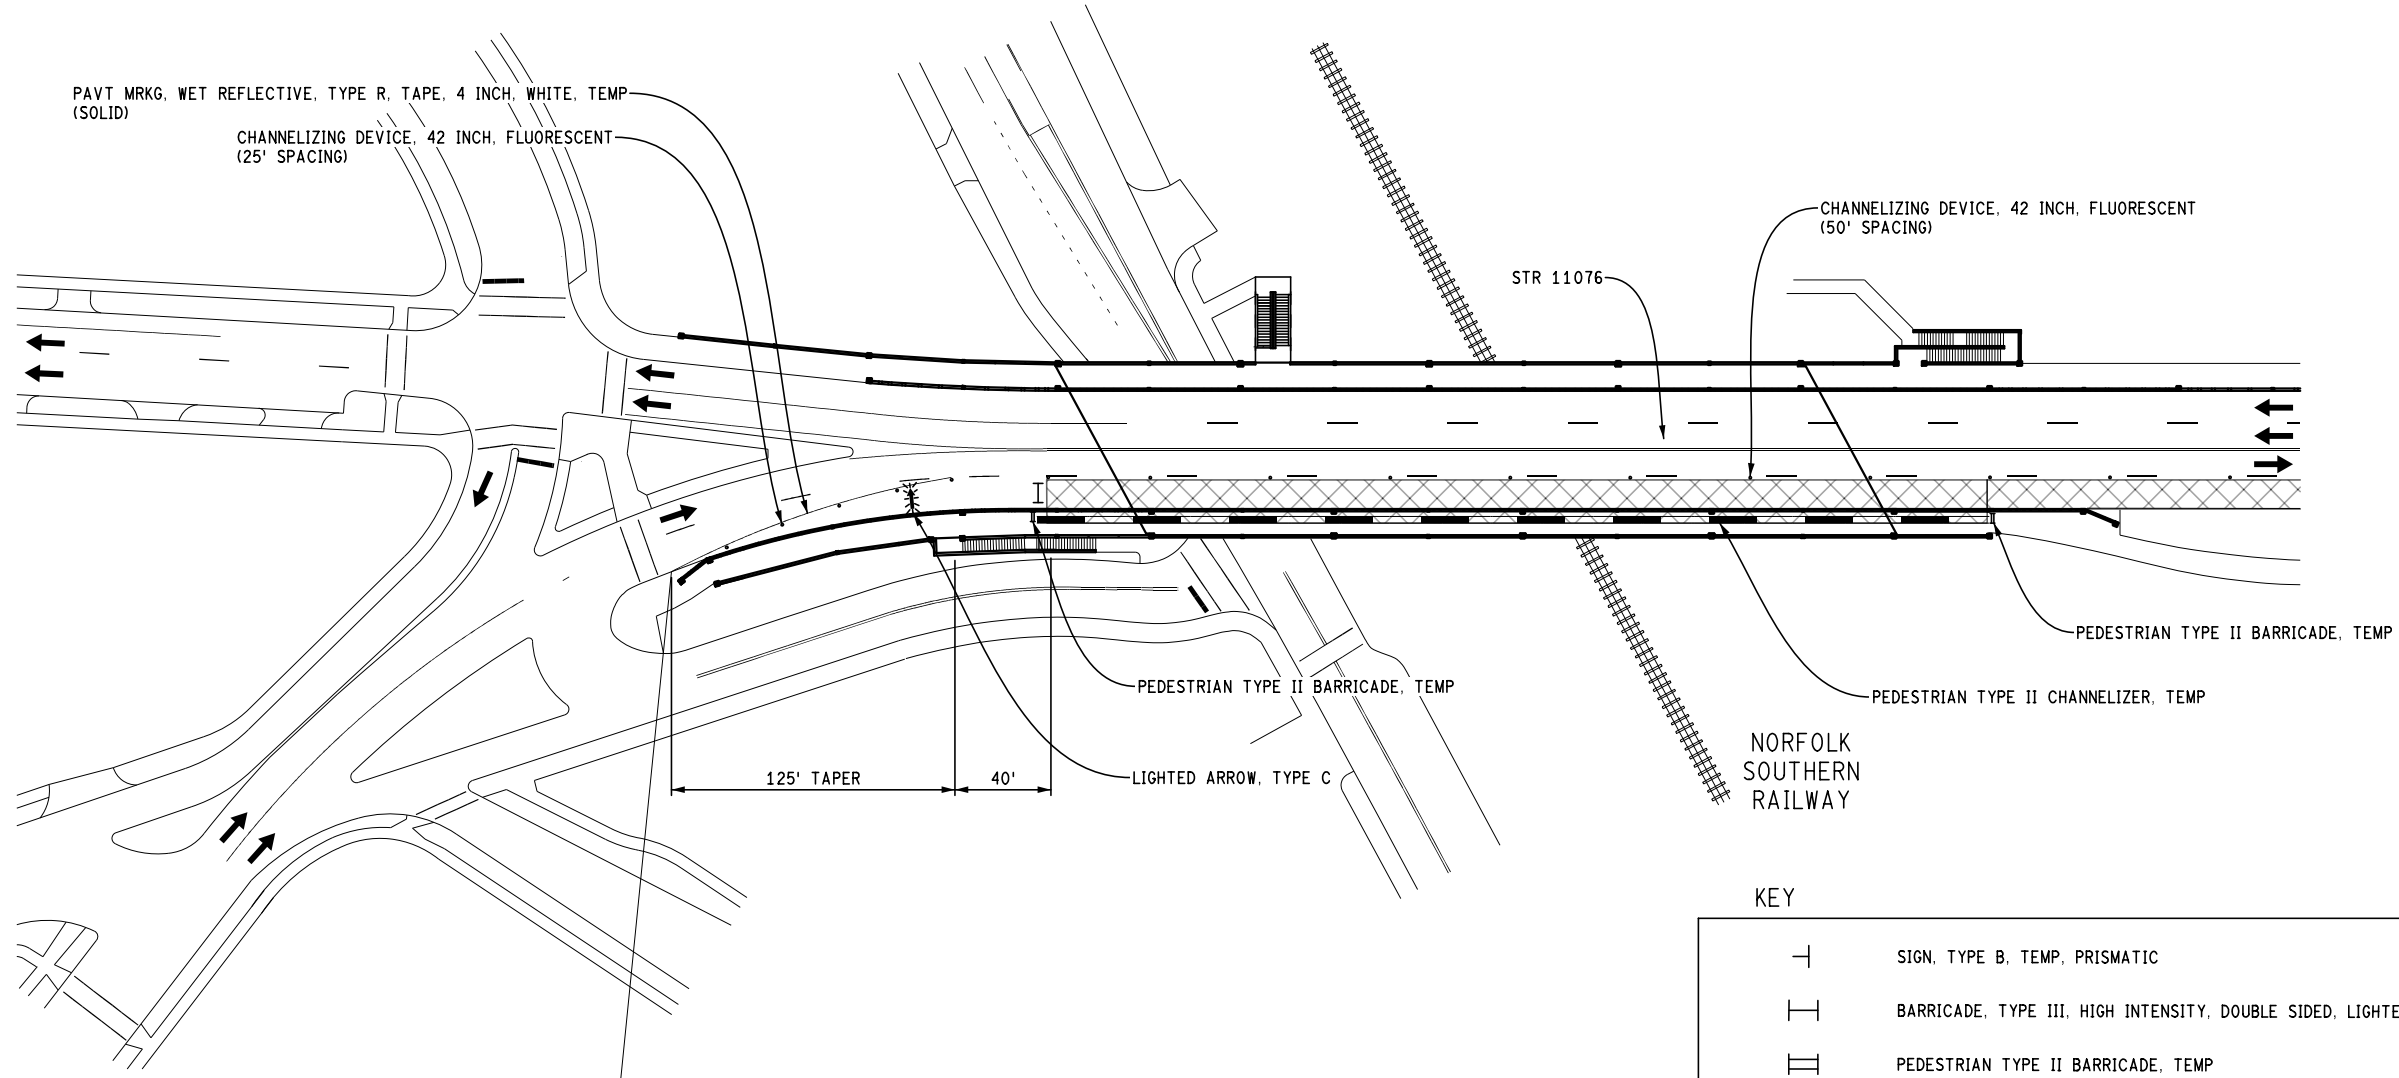 PAVT MRKG, WET REFLECTIVE, TYPE R, TAPE, 4 INCH, WHITE, TEMP
(SOLID)
CHANNELIZING DEVICE, 42 INCH, FLUORESCENT
(25' SPACING)
CHANNELIZING DEVICE, 42 INCH, FLUORESCENT
(50' SPACING)
STR 11076
PEDESTRIAN TYPE II BARRICADE, TEMP
PEDESTRIAN TYPE II BARRICADE, TEMP
PEDESTRIAN TYPE II CHANNELIZER, TEMP
NORFOLK
SOUTHERN
RAILWAY
125' TAPER
40'
LIGHTED ARROW, TYPE C
KEY
SIGN, TYPE B, TEMP, PRISMATIC
BARRICADE, TYPE III, HIGH INTENSITY, DOUBLE SIDED, LIGHTE
PEDESTRIAN TYPE II BARRICADE, TEMP